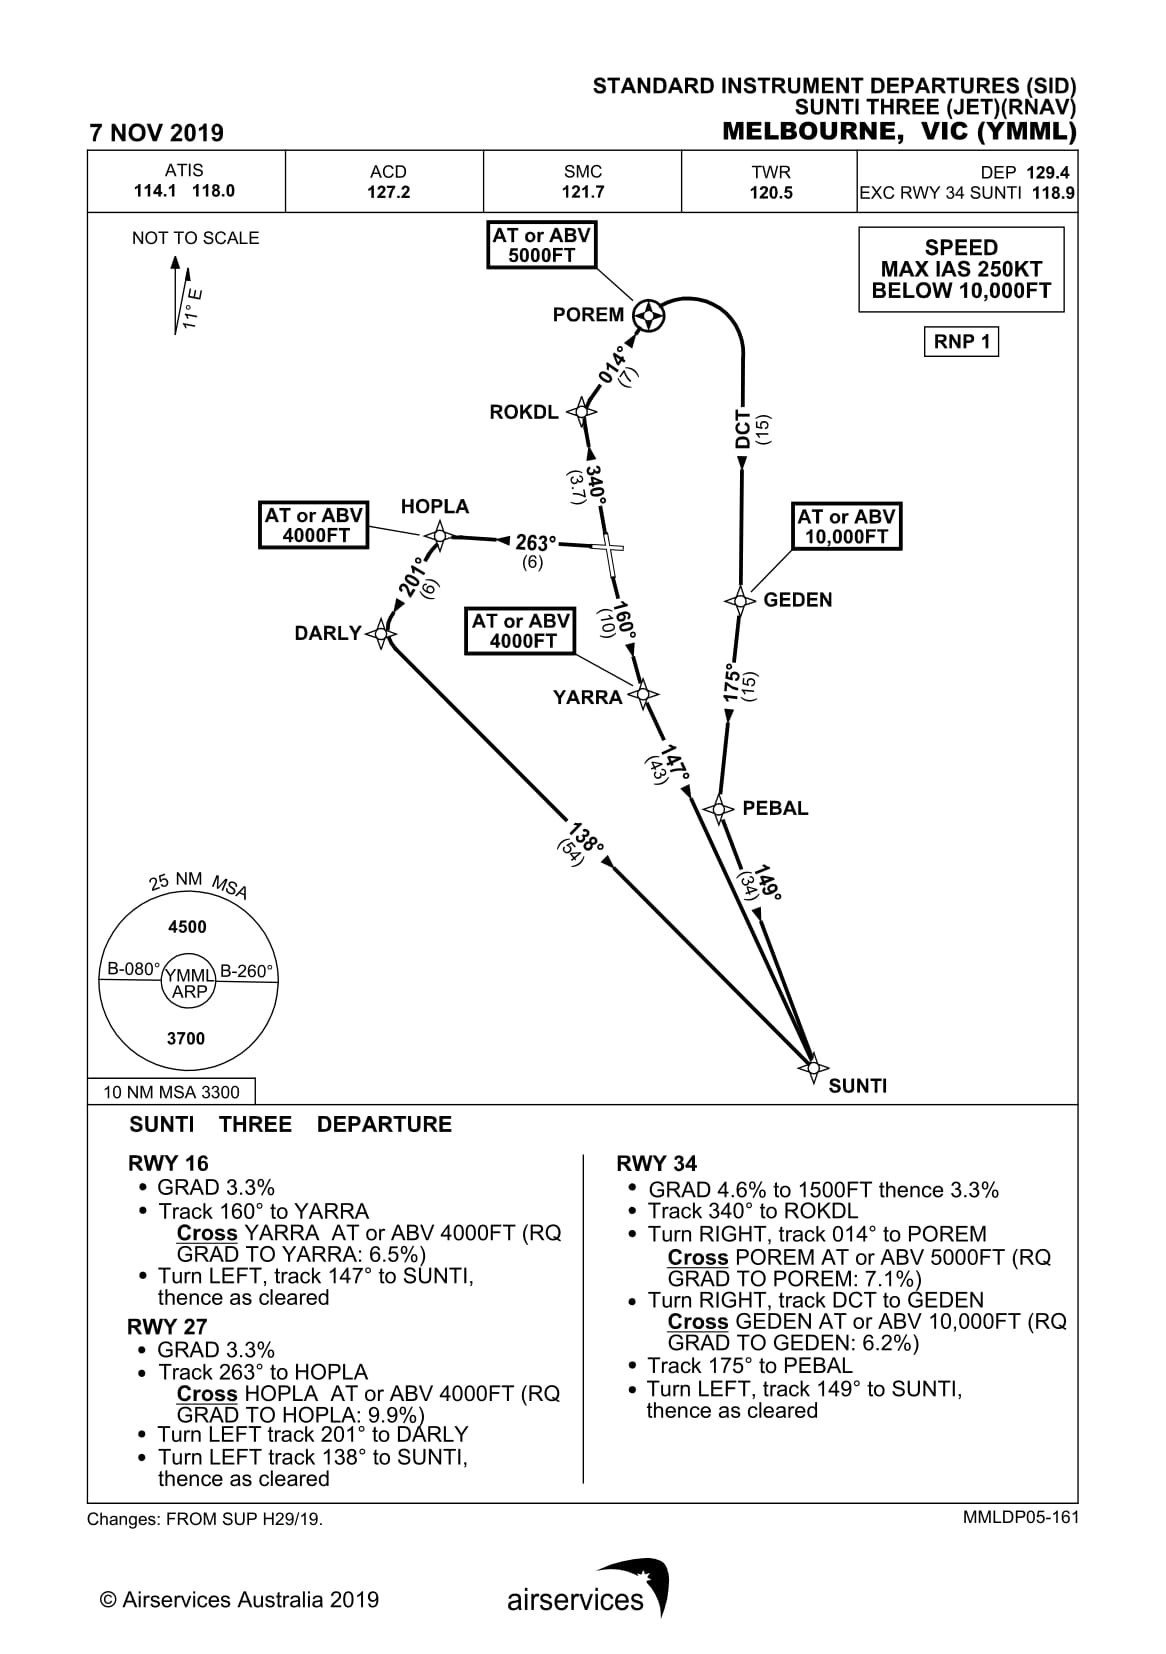 STANDARD INSTRUMENT DEPARTURES (SID)
SUNTI THREE (JET)(RNAV)
7 NOV 2019
MELBOURNE, VIC (YMML)
ATIS
114.1 118.0
ACD
127.2
SMC
121.7
TWR
120.5
DEP 129.4
EXC RWY 34 SUNTI 118.9
NOT TO SCALE
11° E
AT or ABV
5000FT
SPEED
MAX IAS 250KT
BELOW 10,000FT
RNP 1
POREM
014°
(7)
ROKDL
DCT
(15)
340°
(3.7)
HOPLA
AT or ABV
4000FT
263°
(6)
AT or ABV
10,000FT
201°
(6)
GEDEN
160°
(10)
AT or ABV
4000FT
DARLY
175°
(15)
YARRA
147°
(43)
PEBAL
138°
(54)
149°
(34)
25 NM MSA
4500
B-080°
YMML
ARP
B-260°
3700
10 NM MSA 3300
SUNTI
SUNTI THREE DEPARTURE
RWY 16
• GRAD 3.3%
• Track 160° to YARRA
Cross YARRA AT or ABV 4000FT (RQ
GRAD TO YARRA: 6.5%)
• Turn LEFT, track 147° to SUNTI,
thence as cleared
RWY 27
• GRAD 3.3%
• Track 263° to HOPLA
Cross HOPLA AT or ABV 4000FT (RQ
GRAD TO HOPLA: 9.9%)
• Turn LEFT track 201° to DARLY
• Turn LEFT track 138° to SUNTI,
thence as cleared
RWY 34
• GRAD 4.6% to 1500FT thence 3.3%
• Track 340° to ROKDL
• Turn RIGHT, track 014° to POREM
Cross POREM AT or ABV 5000FT (RQ
GRAD TO POREM: 7.1%)
• Turn RIGHT, track DCT to GEDEN
Cross GEDEN AT or ABV 10,000FT (RQ
GRAD TO GEDEN: 6.2%)
• Track 175° to PEBAL
• Turn LEFT, track 149° to SUNTI,
thence as cleared
Changes: FROM SUP H29/19.
MMLDP05-161
© Airservices Australia 2019
airservices